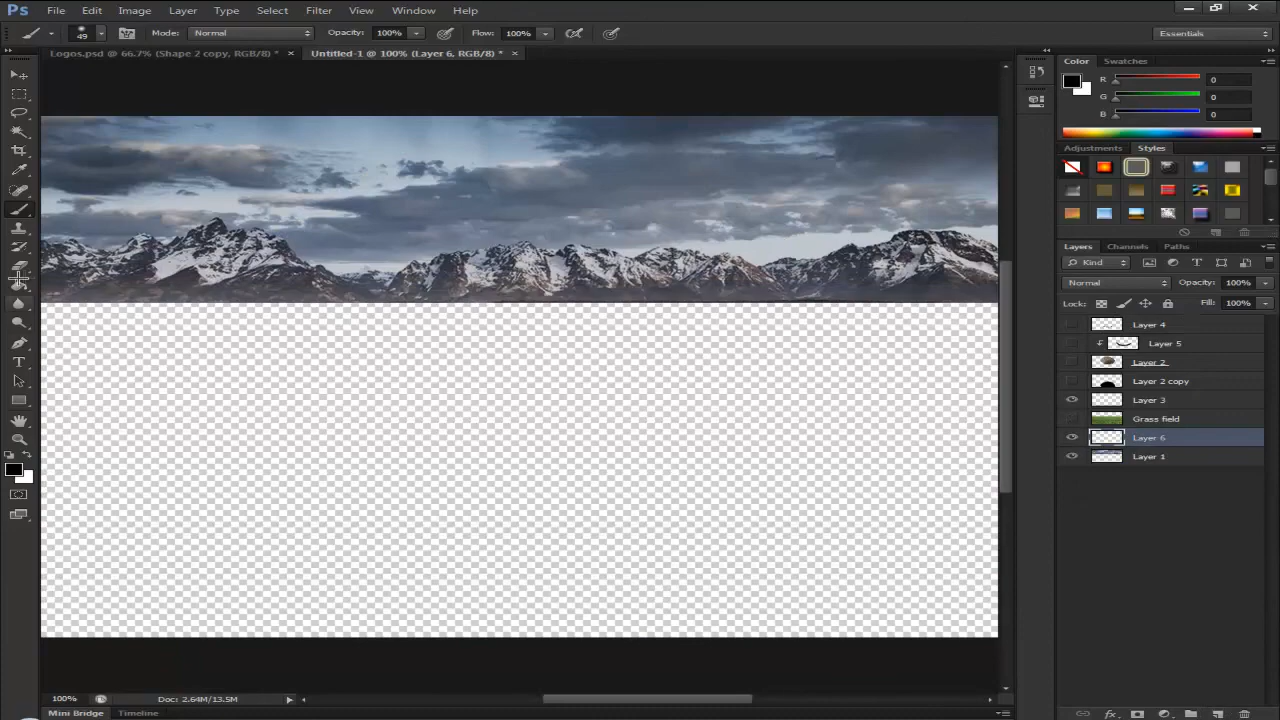 Ps File Edit Image Layer Type Select Filter View Window Help
49 Mode: Normal Opacity: 100% Flow: 100% Essentials
Logos.psd @ 66.7% (Shape 2 copy, RGB/8) * × Untitled-1 @ 100% (Layer 6, RGB/8) * ×
Color Swatches
R 0
G 0
B 0
Adjustments Styles
Layers Channels Paths
Kind T
Normal Opacity: 100%
Lock: Fill: 100%
Layer 4
Layer 5
Layer 2
Layer 2 copy
Layer 3
Grass field
Layer 6
Layer 1
T
100% Doc: 2.64M/13.5M
Mini Bridge Timeline
fx